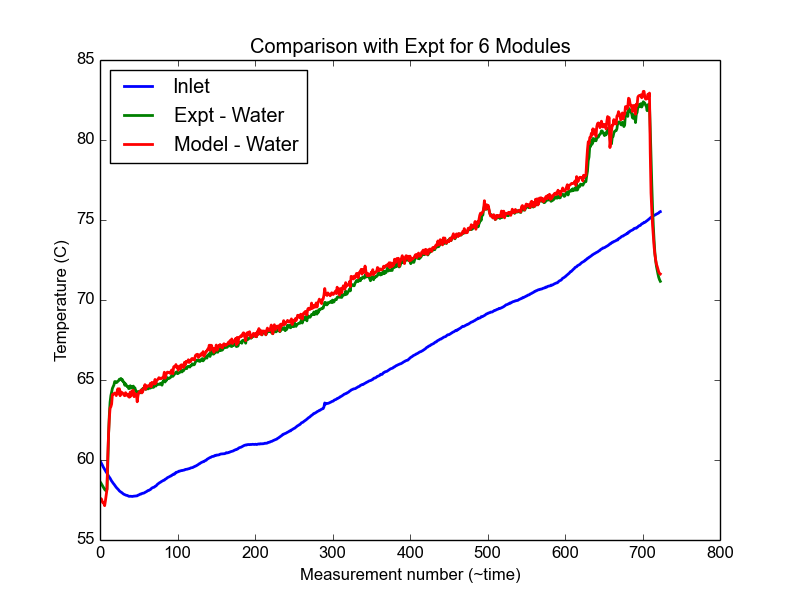 Comparison with Expt for 6 Modules
85
80
75
70
65
60
55
Temperature (C)
Inlet
Expt - Water
Model - Water
0 100 200 300 400 500 600 700 800
Measurement number (~time)